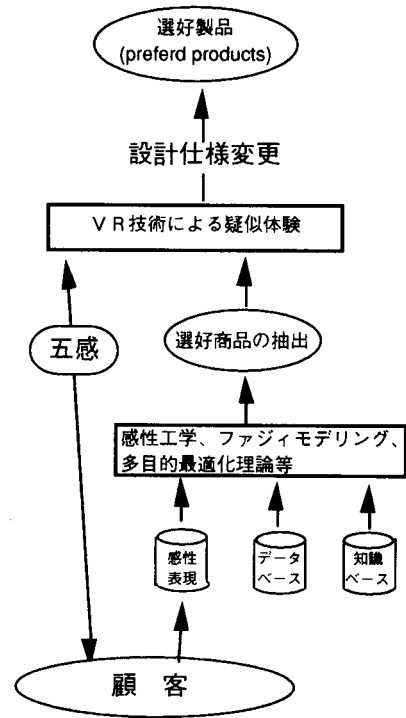 選好製品
(preferd products)
設計仕様変更
ＶＲ技術による疑似体験
五感
選好商品の抽出
感性工学、ファジィモデリング、
多目的最適化理論等
感性
表現
データ
ベース
知識
ベース
顧　客